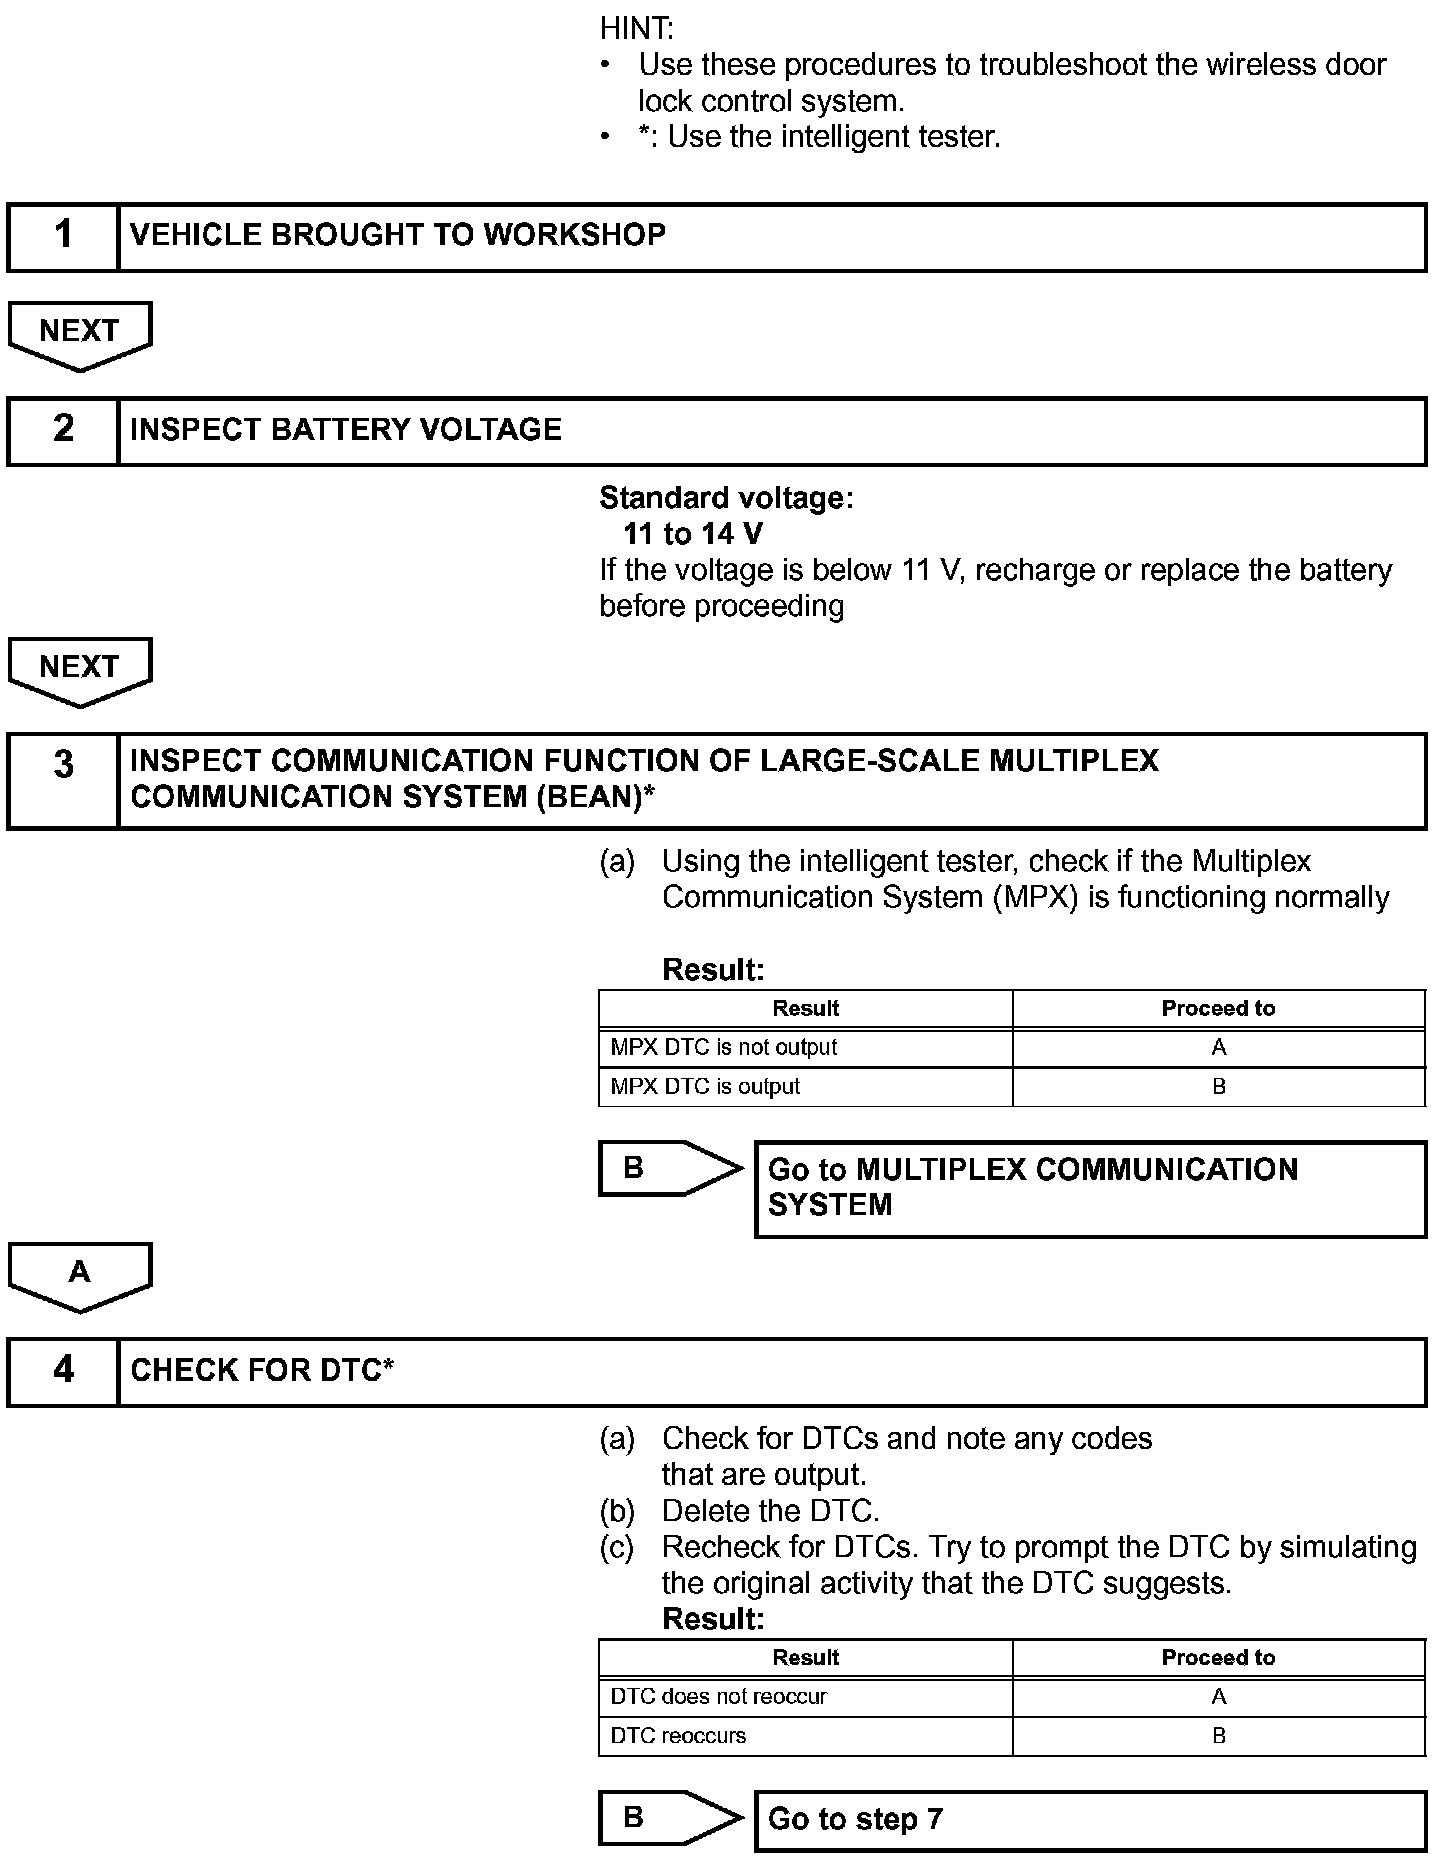 HINT:
• Use these procedures to troubleshoot the wireless door
lock control system.
• *: Use the intelligent tester.
1 VEHICLE BROUGHT TO WORKSHOP
NEXT
2 INSPECT BATTERY VOLTAGE
Standard voltage:
11 to 14 V
If the voltage is below 11 V, recharge or replace the battery
before proceeding
NEXT
3 INSPECT COMMUNICATION FUNCTION OF LARGE-SCALE MULTIPLEX
COMMUNICATION SYSTEM (BEAN)*
(a) Using the intelligent tester, check if the Multiplex
Communication System (MPX) is functioning normally
Result:
Result Proceed to
MPX DTC is not output A
MPX DTC is output B
B Go to MULTIPLEX COMMUNICATION
SYSTEM
A
4 CHECK FOR DTC*
(a) Check for DTCs and note any codes
that are output.
(b) Delete the DTC.
(c) Recheck for DTCs. Try to prompt the DTC by simulating
the original activity that the DTC suggests.
Result:
Result Proceed to
DTC does not reoccur A
DTC reoccurs B
B Go to step 7